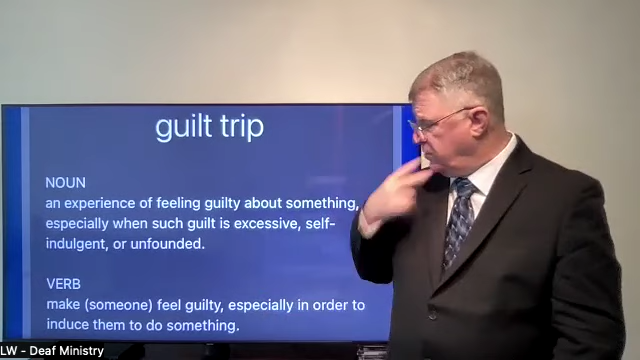 guilt trip
NOUN
an experience of feeling guilty about something,
especially when such guilt is excessive, self-
indulgent, or unfounded.
VERB
make (someone) feel guilty, especially in order to
induce them to do something.
LW - Deaf Ministry